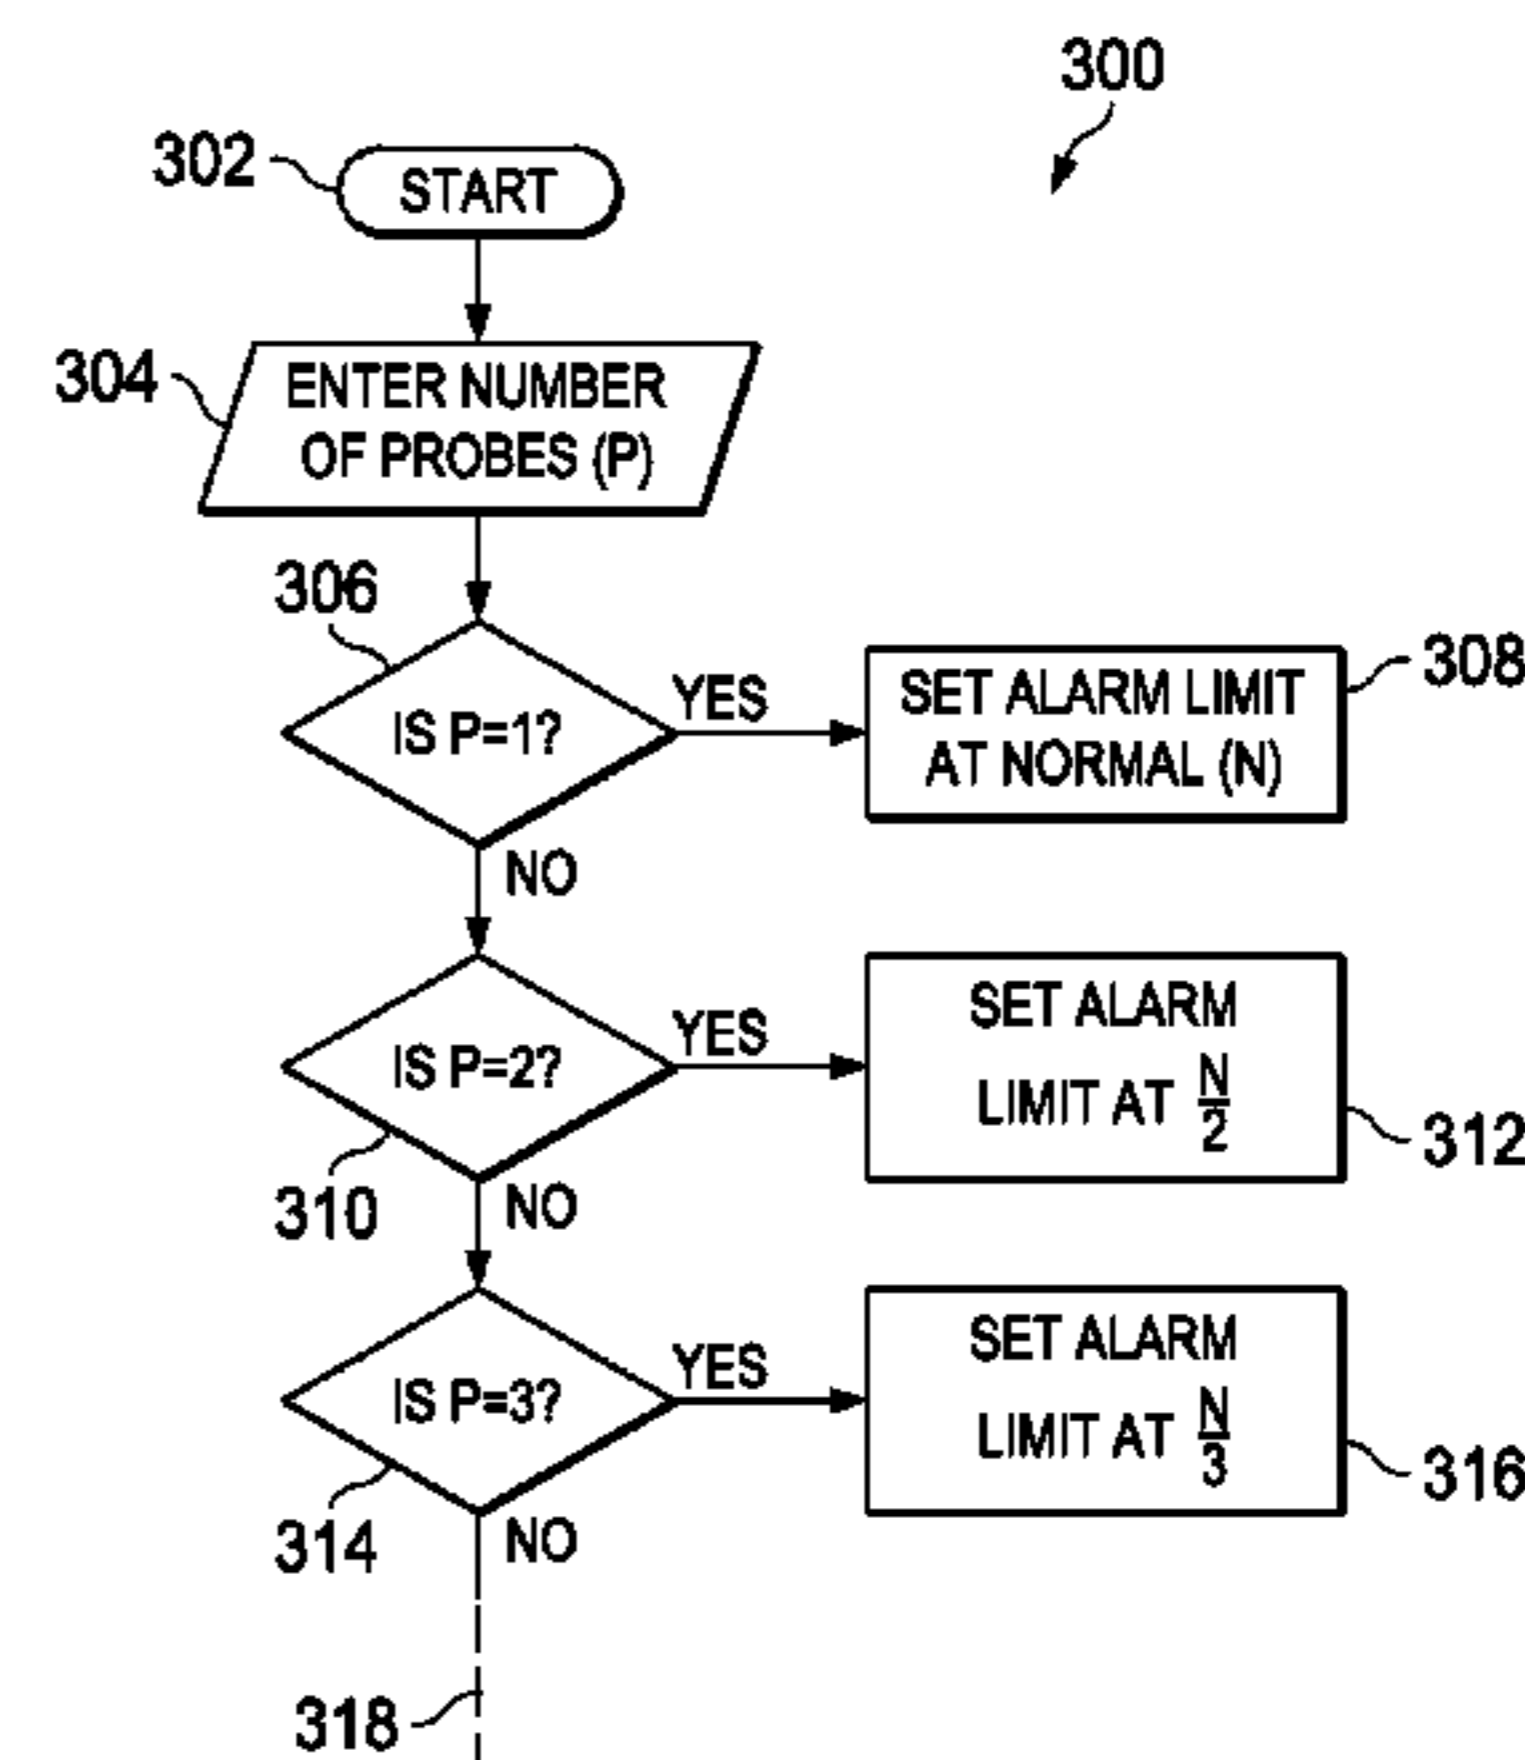 300
302
START
304
ENTER NUMBER
OF PROBES (P)
306
IS P=1?
YES
SET ALARM LIMIT
AT NORMAL (N)
308
NO
IS P=2?
YES
SET ALARM
LIMIT AT N/2
312
310
NO
IS P=3?
YES
SET ALARM
LIMIT AT N/3
316
314
NO
318